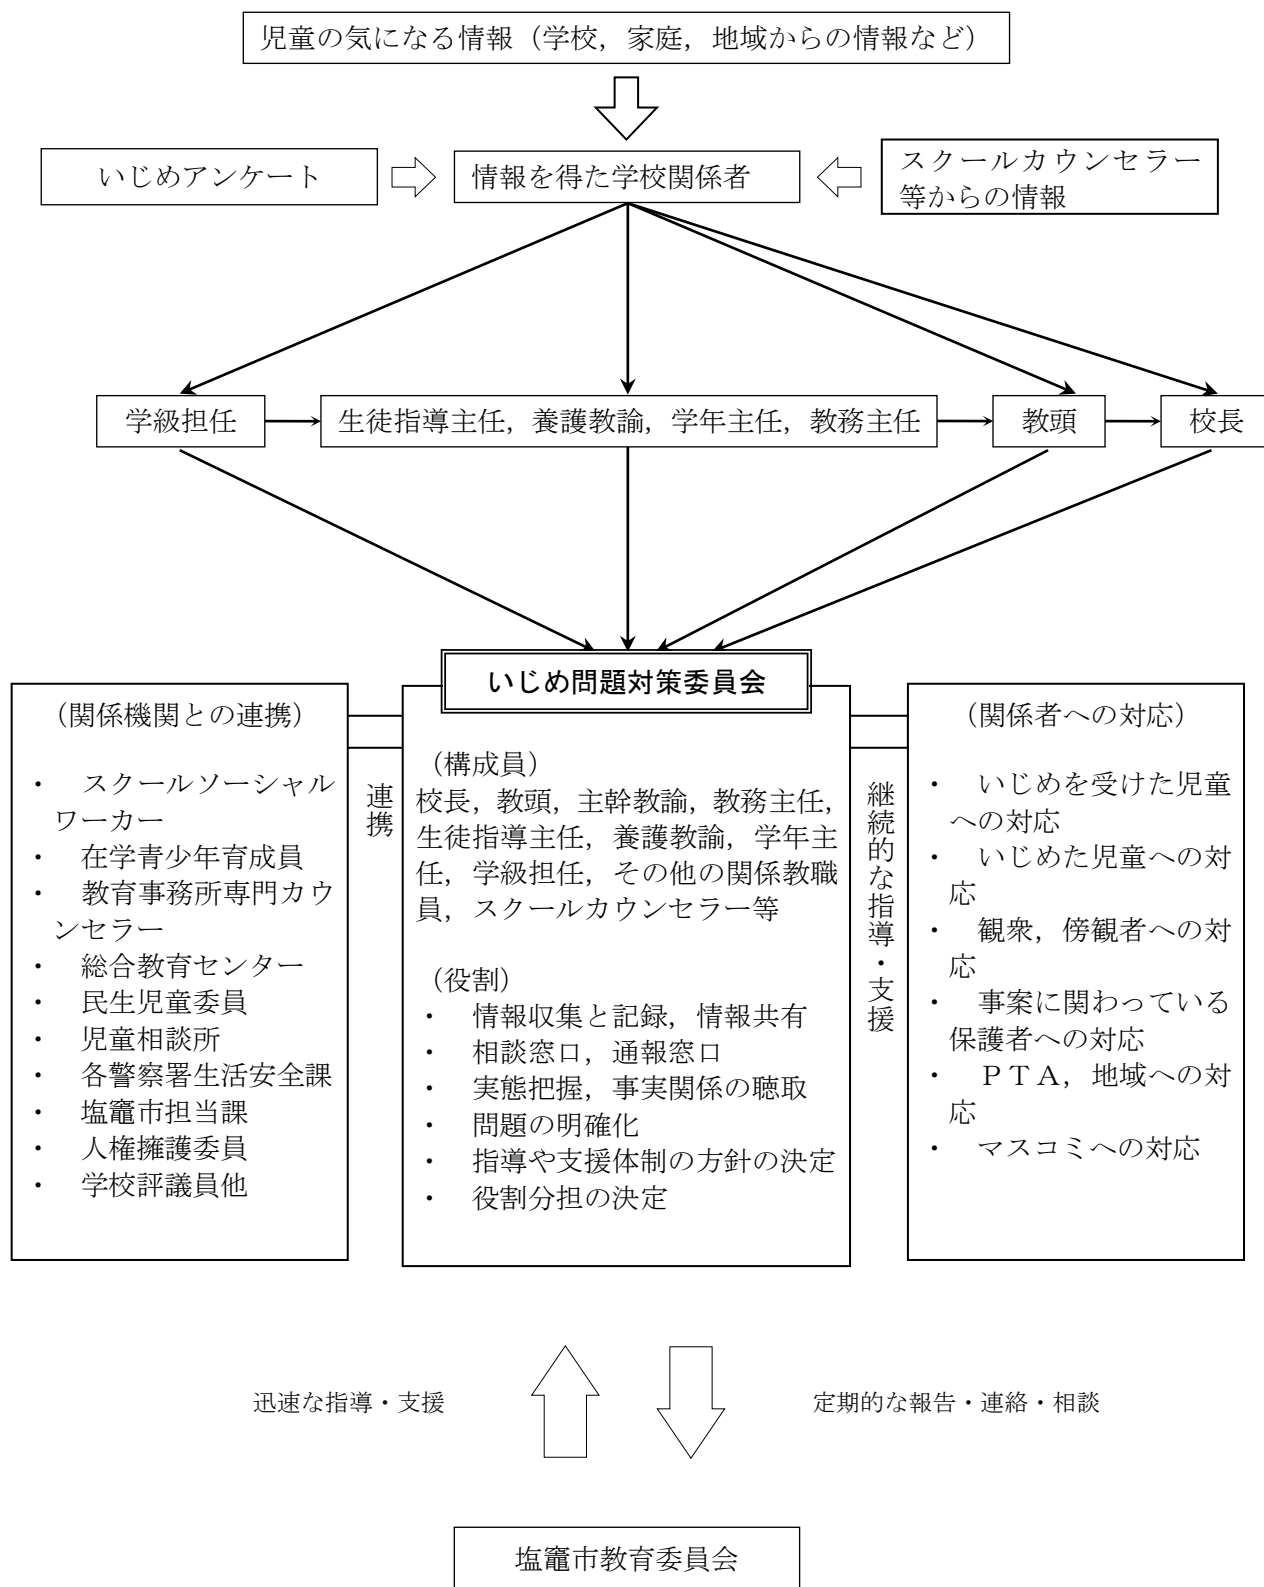 児童の気になる情報（学校，家庭，地域からの情報など）
いじめアンケート
情報を得た学校関係者
スクールカウンセラー
等からの情報
学級担任
生徒指導主任，養護教諭，学年主任，教務主任
教頭
校長
いじめ問題対策委員会
（関係機関との連携）
・　スクールソーシャル
ワーカー
・　在学青少年育成員
・　教育事務所専門カウ
ンセラー
・　総合教育センター
・　民生児童委員
・　児童相談所
・　各警察署生活安全課
・　塩竈市担当課
・　人権擁護委員
・　学校評議員他
連携
（構成員）
校長，教頭，主幹教諭，教務主任，
生徒指導主任，養護教諭，学年主
任，学級担任，その他の関係教職
員，スクールカウンセラー等
（役割）
・　情報収集と記録，情報共有
・　相談窓口，通報窓口
・　実態把握，事実関係の聴取
・　問題の明確化
・　指導や支援体制の方針の決定
・　役割分担の決定
継続的な指導・支援
（関係者への対応）
・　いじめを受けた児童
への対応
・　いじめた児童への対
応
・　観衆，傍観者への対
応
・　事案に関わっている
保護者への対応
・　ＰＴＡ，地域への対
応
・　マスコミへの対応
迅速な指導・支援
定期的な報告・連絡・相談
塩竈市教育委員会